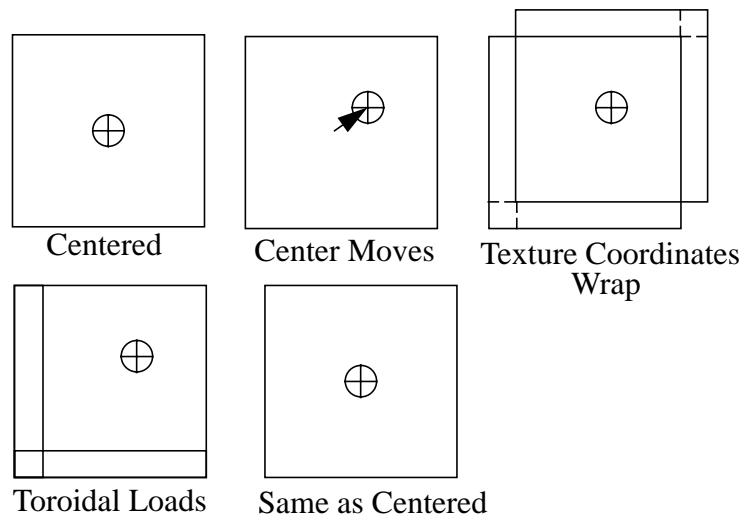 Centered
Center Moves
Texture Coordinates
Wrap
Toroidal Loads
Same as Centered